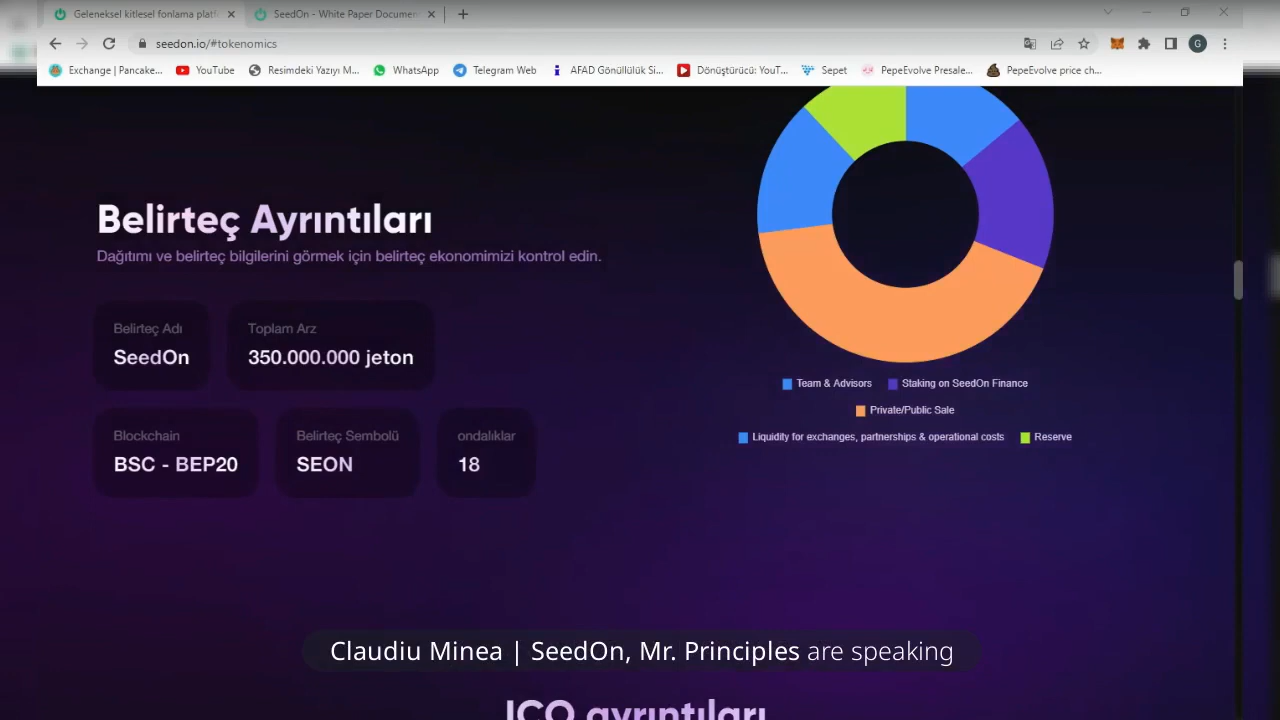 Geleneksel kitlesel fonlama platf
SeedOn - White Paper Documen
seedon.io/#tokenomics
G
Exchange | Pancake...
YouTube
Resimdeki Yazıyı M...
WhatsApp
Telegram Web
AFAD Gönüllülük Si...
Dönüştürücü: YouT...
Sepet
PepeEvolve Presale...
PepeEvolve price ch...
Belirteç Ayrıntıları
Dağıtımı ve belirteç bilgilerini görmek için belirteç ekonomimizi kontrol edin.
Belirteç Adı
SeedOn
Toplam Arz
350.000.000 jeton
Blockchain
BSC - BEP20
Belirteç Sembolü
SEON
ondalıklar
18
Team & Advisors
Staking on SeedOn Finance
Private/Public Sale
Liquidity for exchanges, partnerships & operational costs
Reserve
Claudiu Minea | SeedOn, Mr. Principles are speaking
ICO ayrıntıları